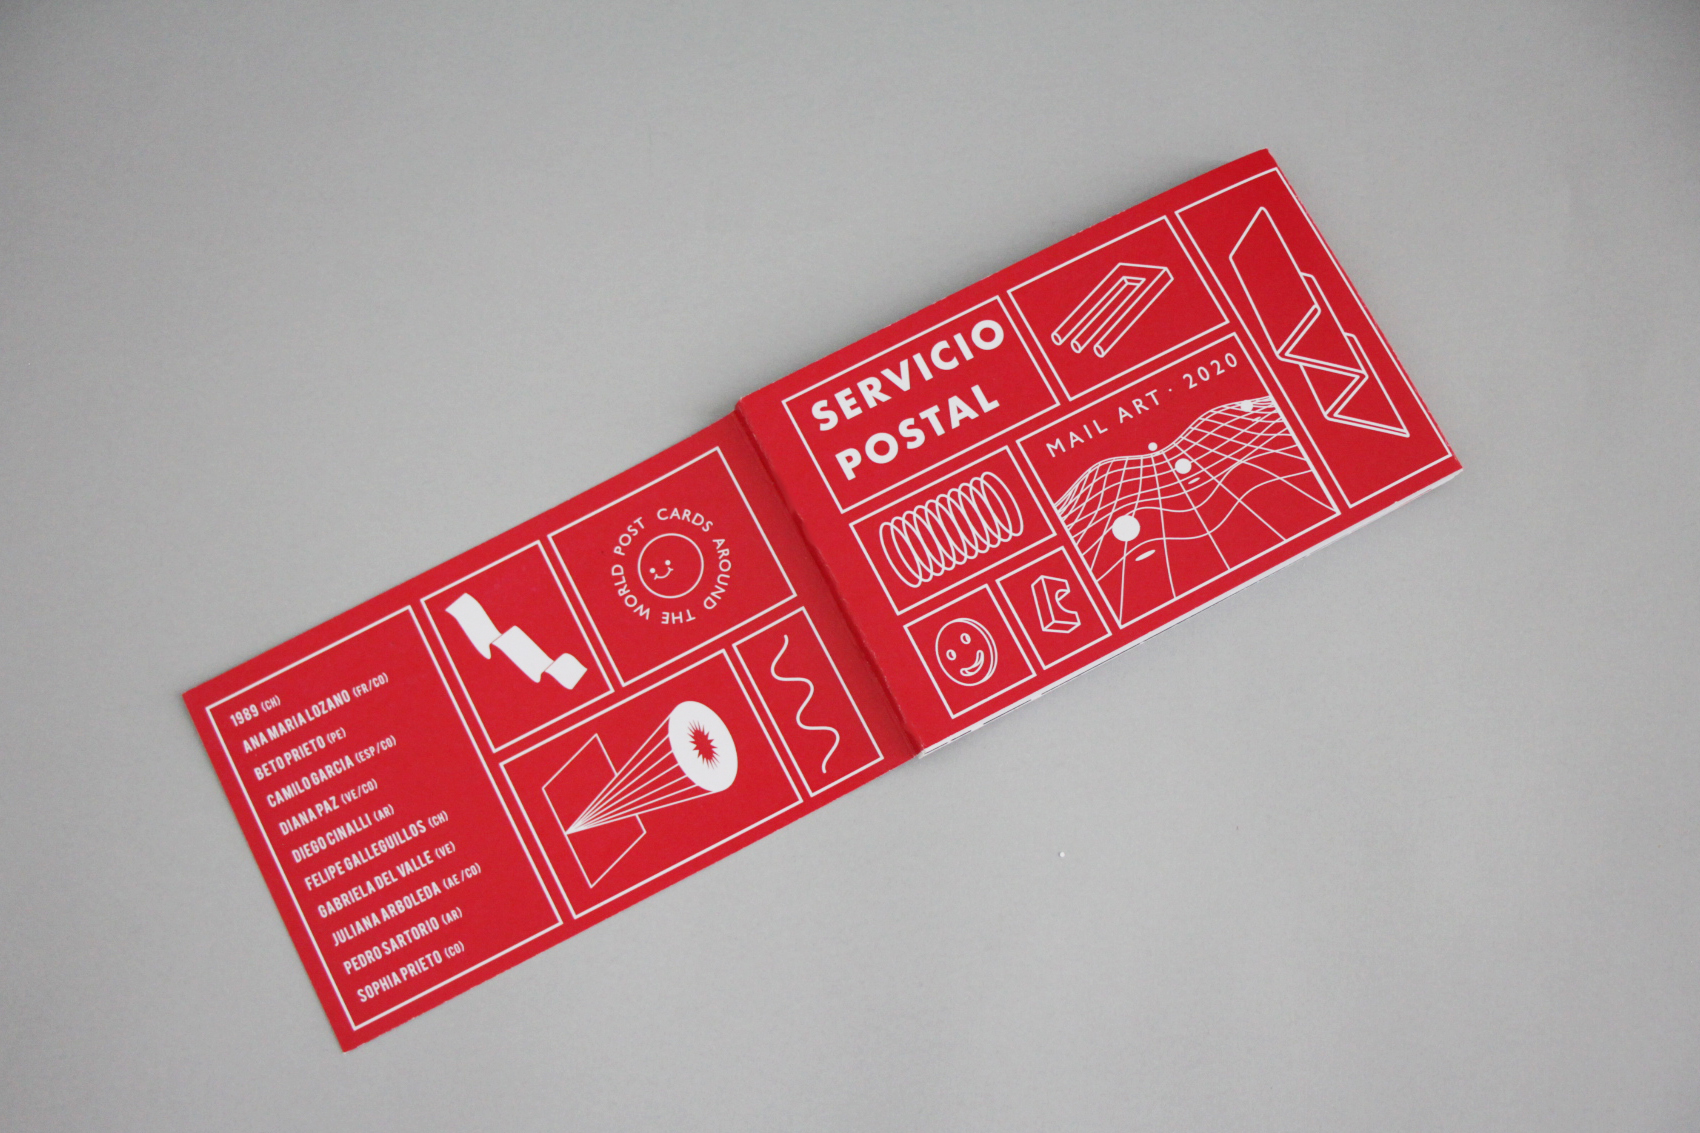 SERVICIO
POSTAL
MAIL ART · 2020
POST CARDS AROUND THE WORLD
1989 (CH)
ANA MARIA LOZANO (FR/CO)
BETO PRIETO (PE)
CAMILO GARCIA (ESP/CO)
DIANA PAZ (VE/CO)
DIEGO CINALLI (AR)
FELIPE GALLEGUILLOS (CH)
GABRIELA DEL VALLE (VE)
JULIANA ARBOLEDA (AE/CO)
PEDRO SARTORIO (AR)
SOPHIA PRIETO (CO)